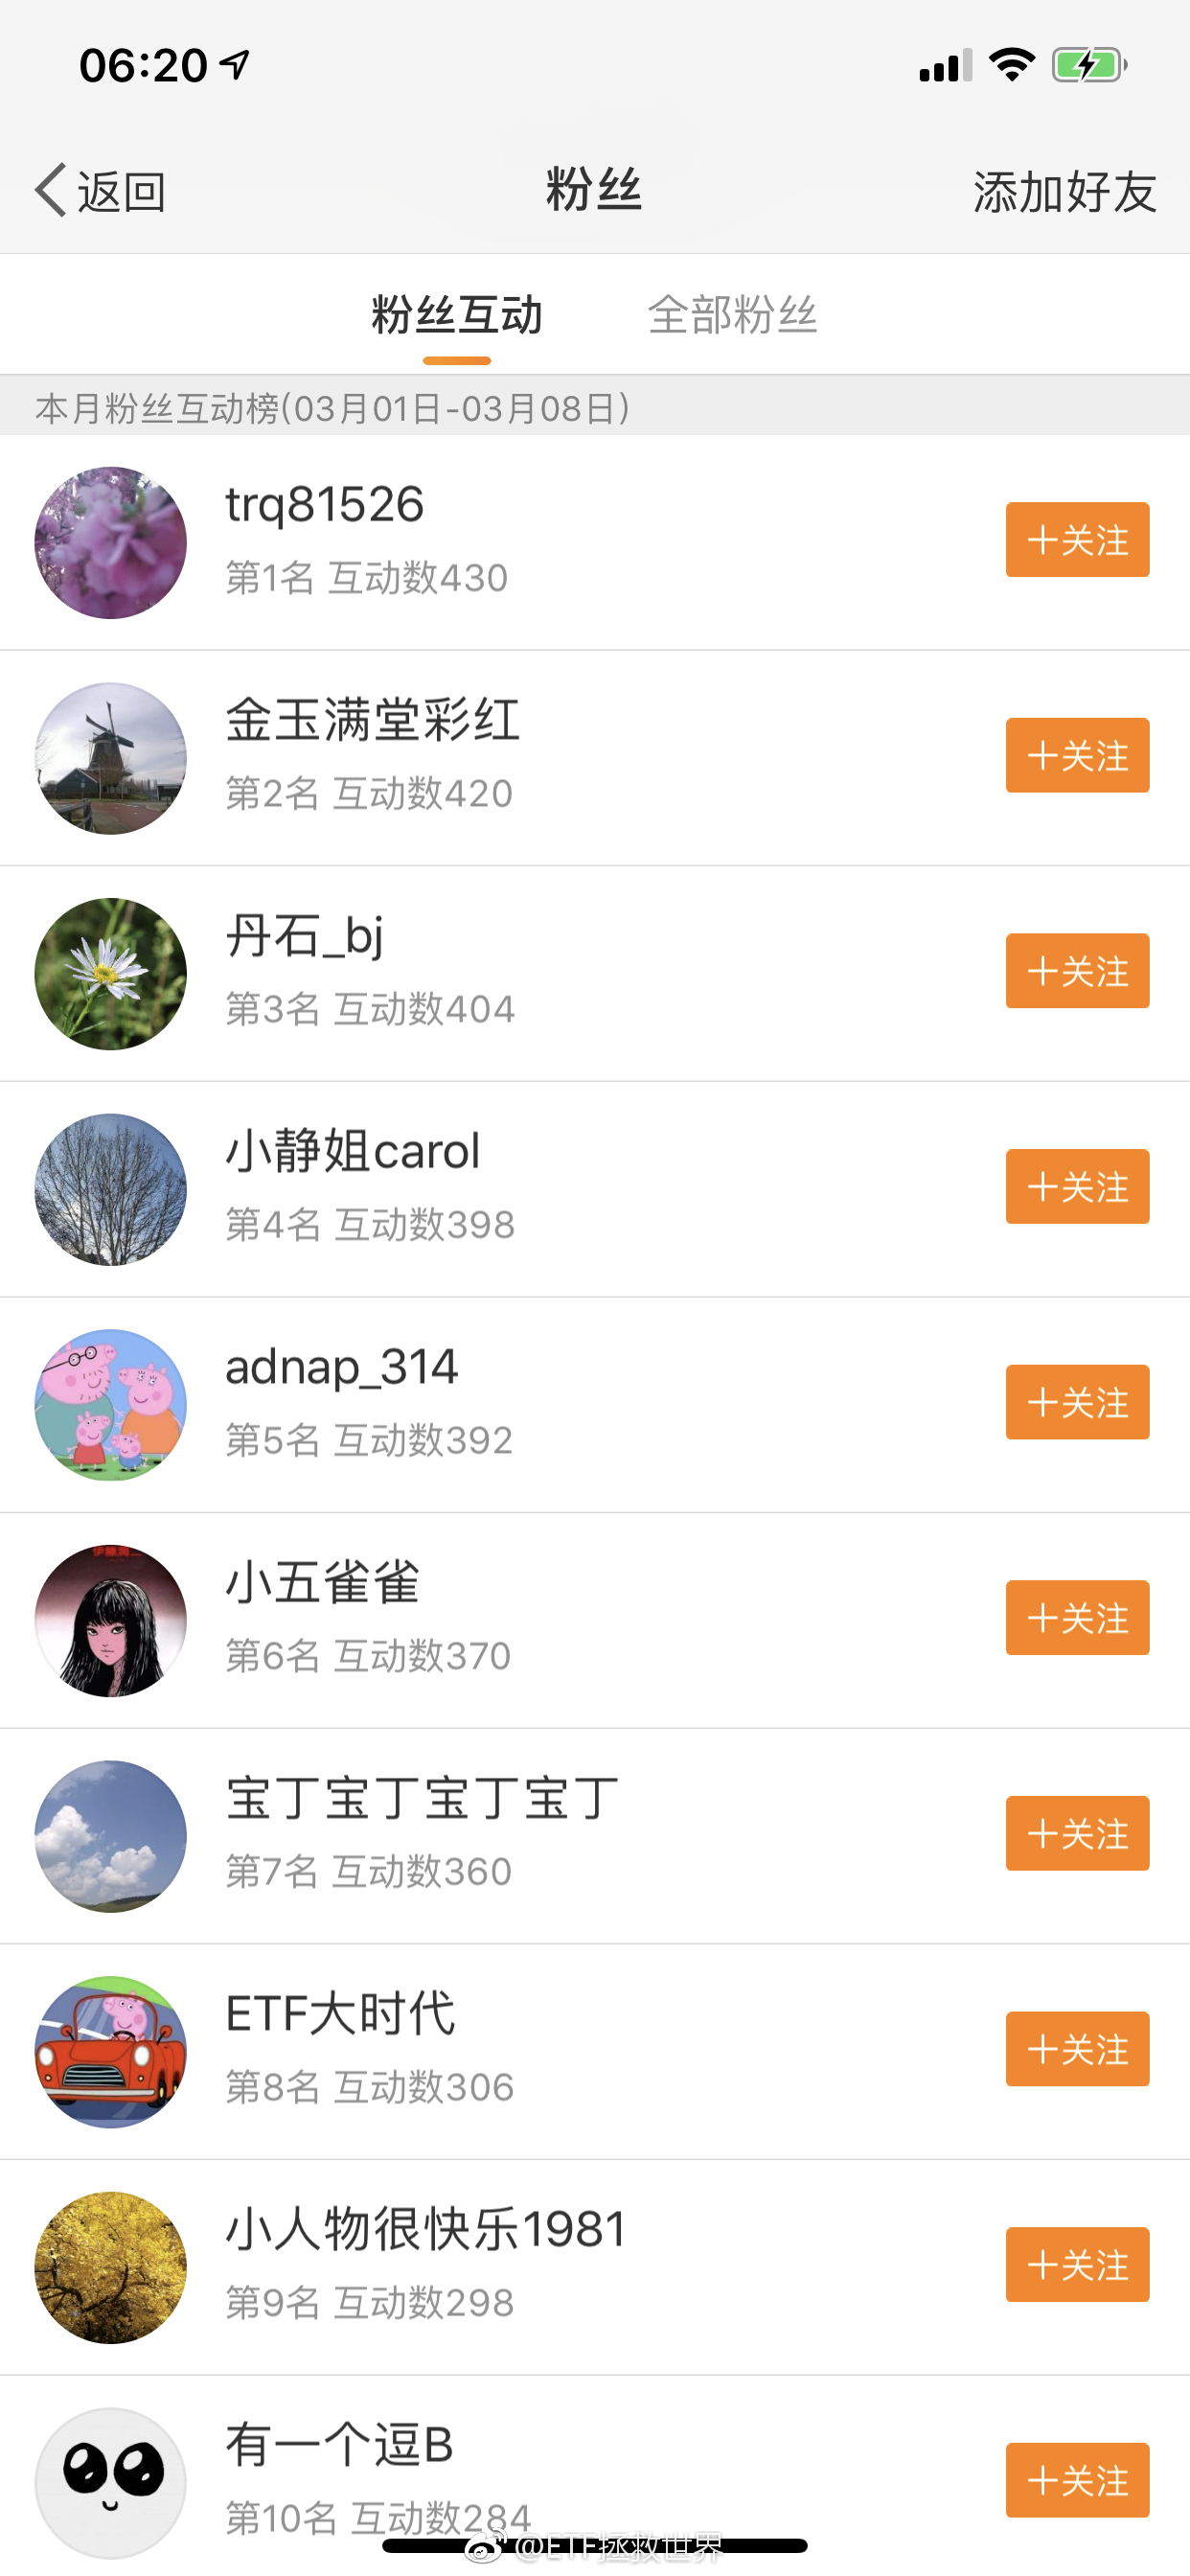 06:20
返回
粉丝
添加好友
粉丝互动
全部粉丝
本月粉丝互动榜(03月01日-03月08日)
trq81526
第1名 互动数430
+关注
金玉满堂彩红
第2名 互动数420
+关注
丹石_bj
第3名 互动数404
+关注
小静姐carol
第4名 互动数398
+关注
adnap_314
第5名 互动数392
+关注
小五雀雀
第6名 互动数370
+关注
宝丁宝丁宝丁宝丁
第7名 互动数360
+关注
ETF大时代
第8名 互动数306
+关注
小人物很快乐1981
第9名 互动数298
+关注
有一个逗B
第10名 互动数284
+关注
@ETF拯救世界